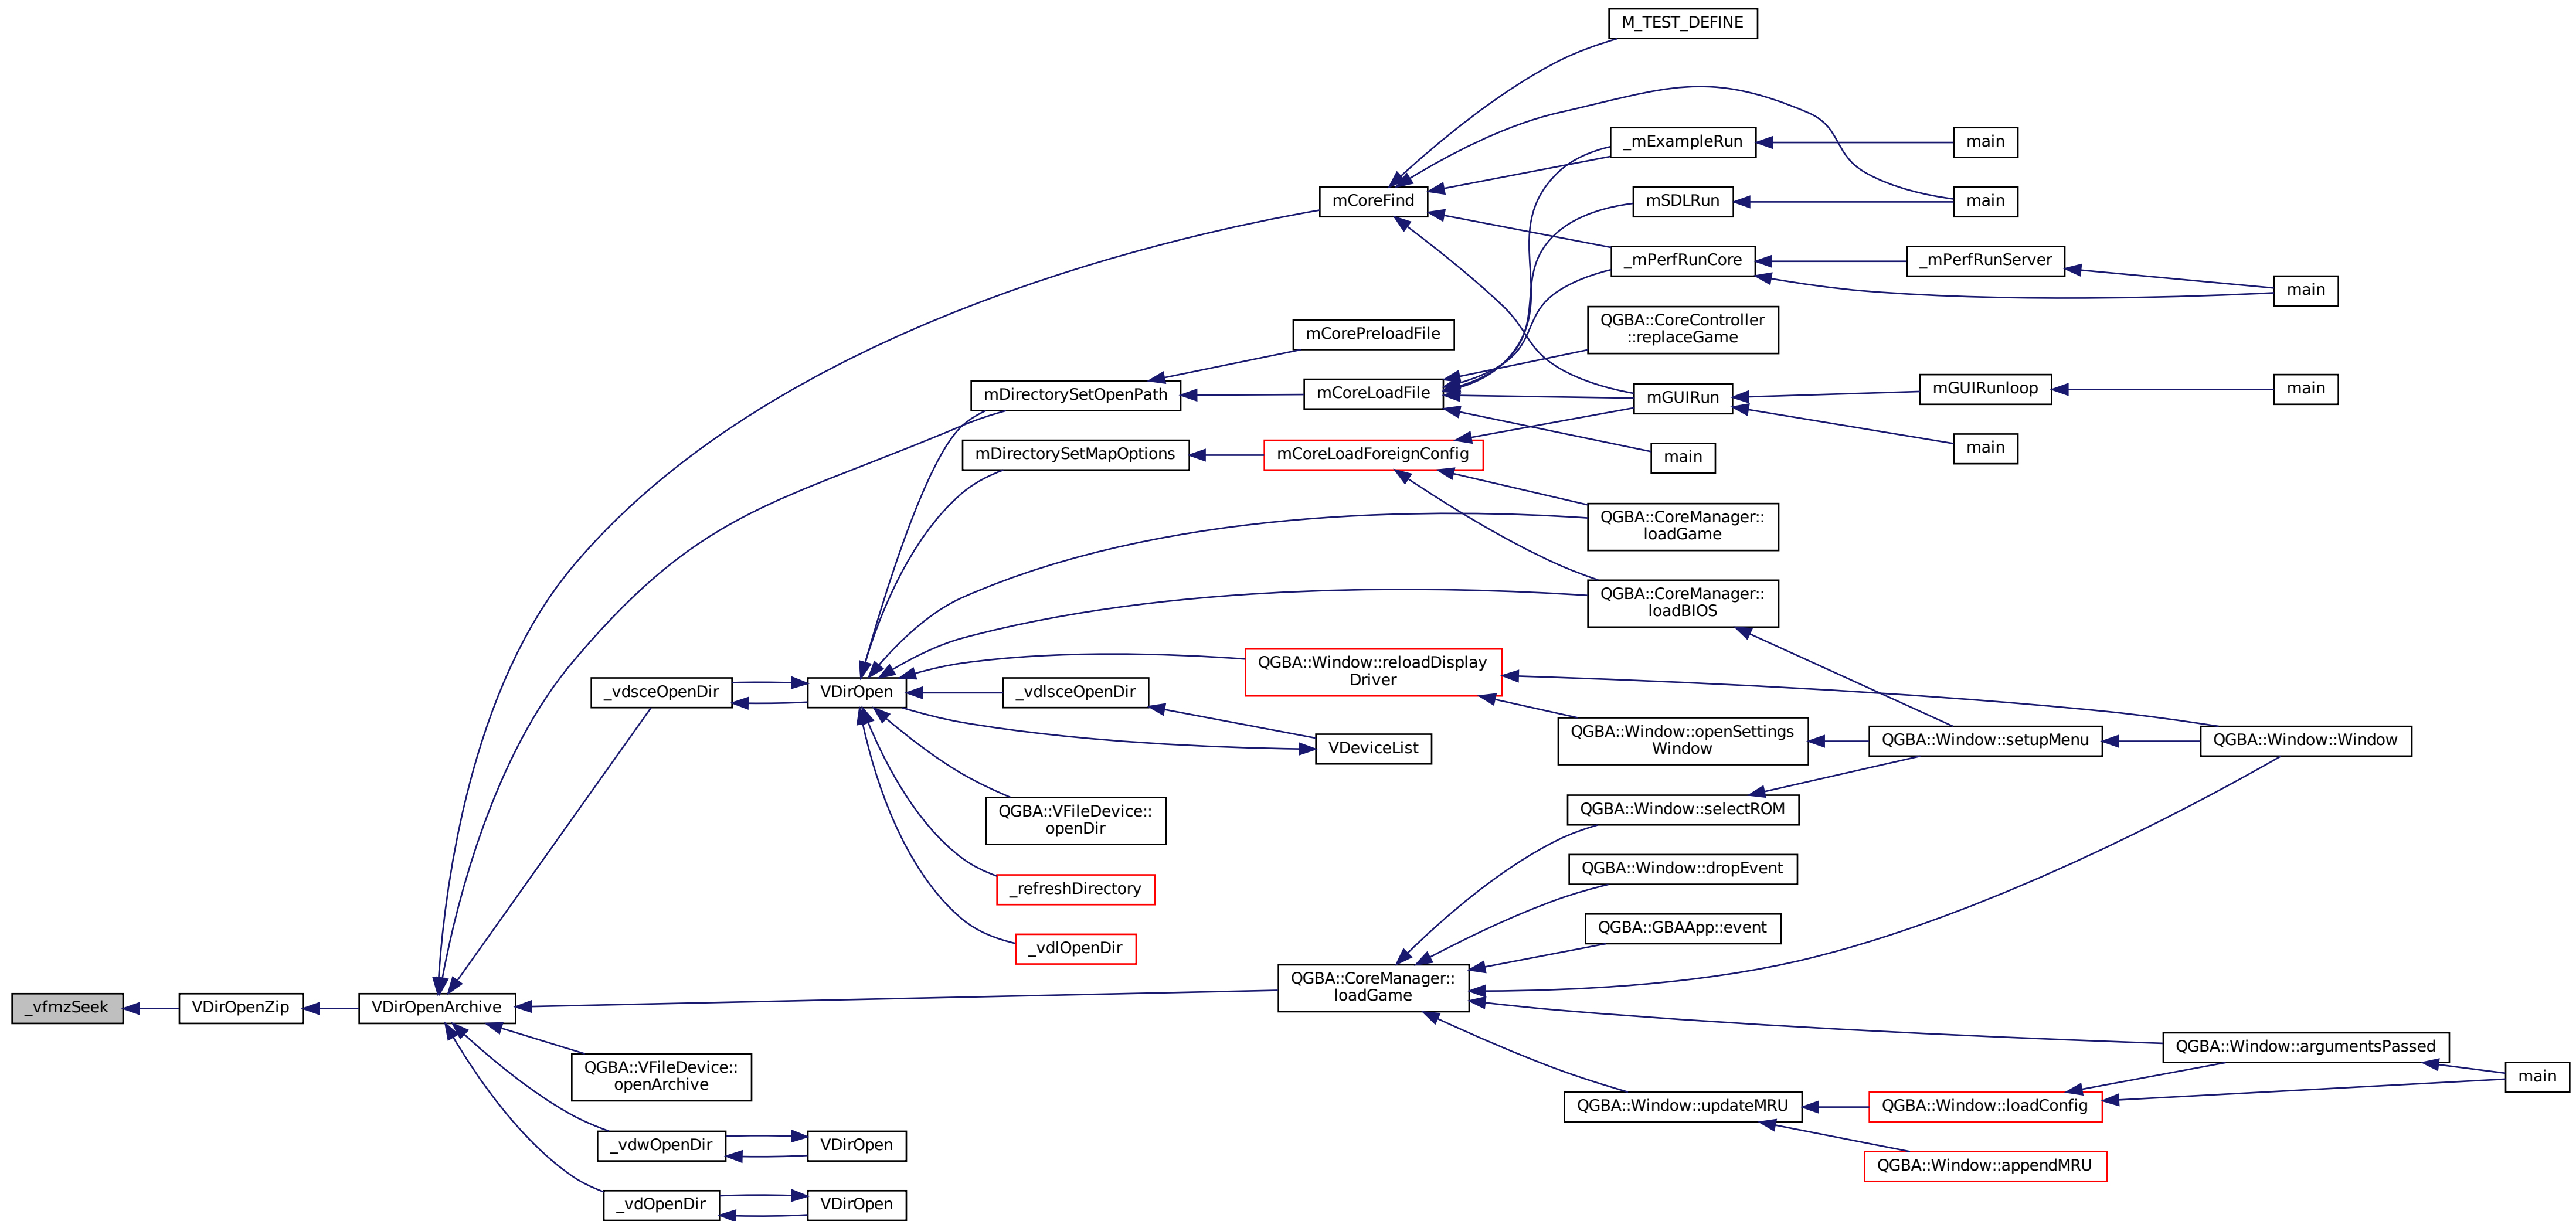 M_TEST_DEFINE
_mExampleRun
main
mCoreFind
mSDLRun
main
_mPerfRunCore
_mPerfRunServer
main
QGBA::CoreController
::replaceGame
mCorePreloadFile
mDirectorySetOpenPath
mCoreLoadFile
mGUIRun
mGUIRunloop
main
main
mDirectorySetMapOptions
mCoreLoadForeignConfig
main
QGBA::CoreManager::
loadGame
QGBA::CoreManager::
loadBIOS
QGBA::Window::reloadDisplay
Driver
_vdsceOpenDir
VDirOpen
_vdlsceOpenDir
QGBA::Window::openSettings
Window
QGBA::Window::setupMenu
QGBA::Window::Window
VDeviceList
QGBA::VFileDevice::
openDir
QGBA::Window::selectROM
QGBA::Window::dropEvent
_refreshDirectory
QGBA::GBAApp::event
_vdlOpenDir
QGBA::CoreManager::
loadGame
_vfmzSeek
VDirOpenZip
VDirOpenArchive
QGBA::Window::argumentsPassed
QGBA::VFileDevice::
openArchive
main
QGBA::Window::updateMRU
QGBA::Window::loadConfig
_vdwOpenDir
VDirOpen
QGBA::Window::appendMRU
_vdOpenDir
VDirOpen